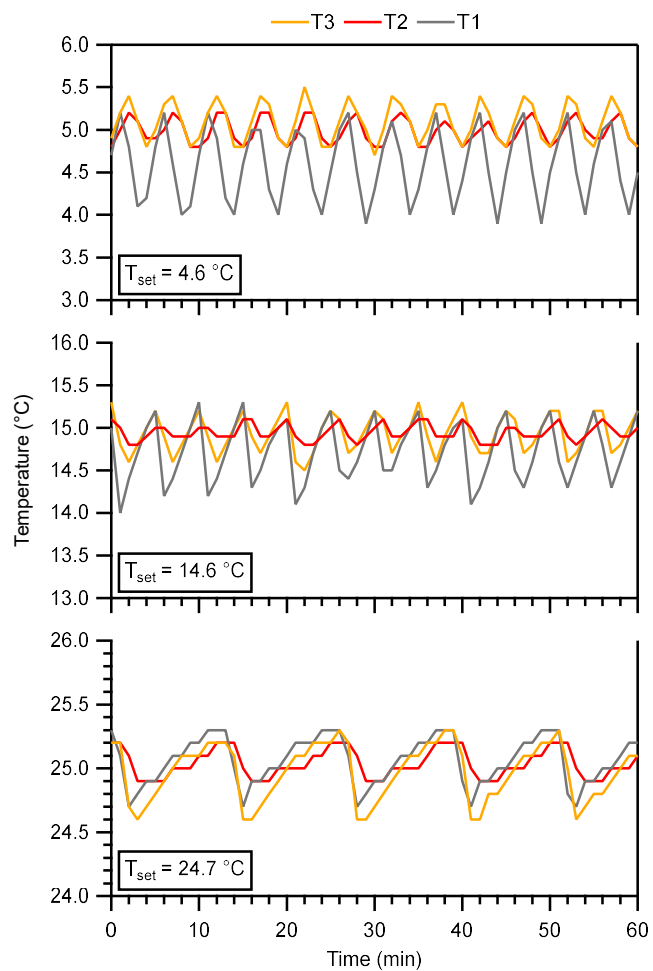 T3 T2 T1
6.0
5.5
5.0
4.5
4.0
3.5
3.0
Tset = 4.6 °C
16.0
15.5
15.0
14.5
14.0
13.5
13.0
Tset = 14.6 °C
Temperature (°C)
26.0
25.5
25.0
24.5
24.0
Tset = 24.7 °C
0 10 20 30 40 50 60
Time (min)